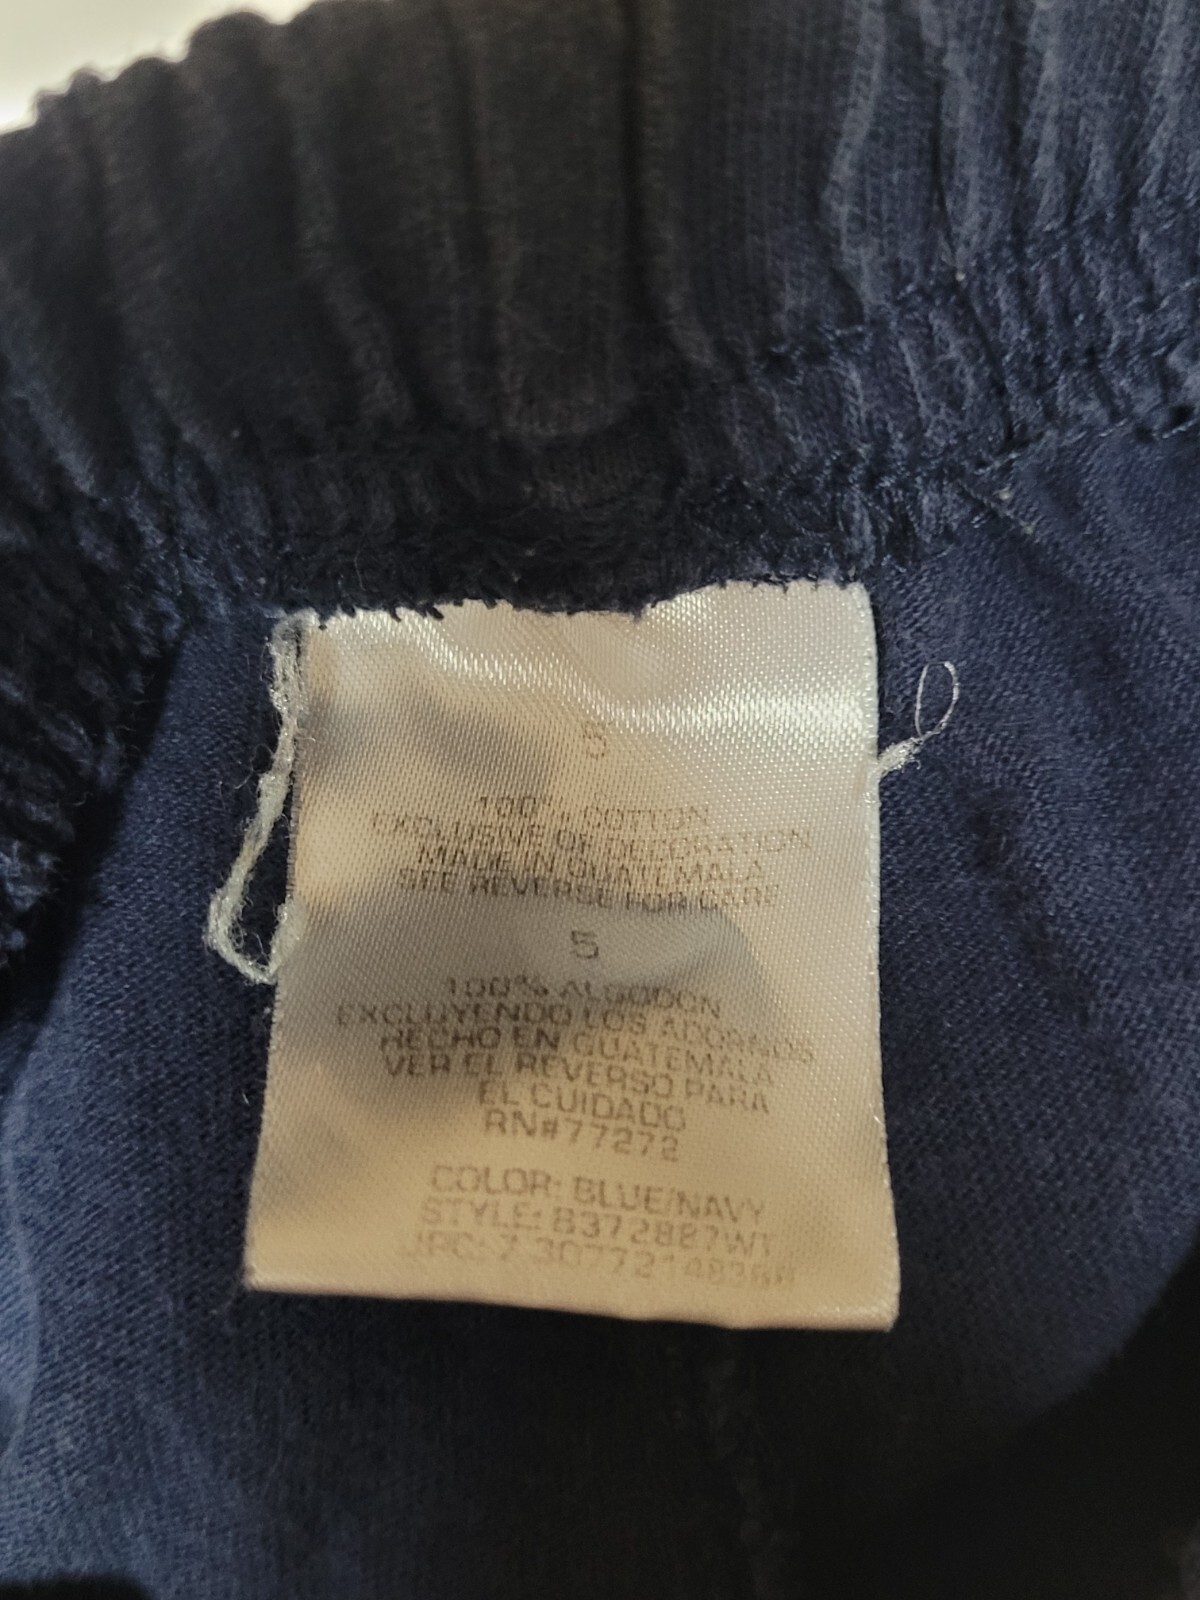 5
100% COTTON
EXCLUSIVE OF DECORATION
MADE IN GUATEMALA
SEE REVERSE FOR CARE
5
100% ALGODON
EXCLUYENDO LOS ADORNOS
HECHO EN GUATEMALA
VER EL REVERSO PARA
EL CUIDADO
RN#77272
COLOR: BLUE/NAVY
STYLE: